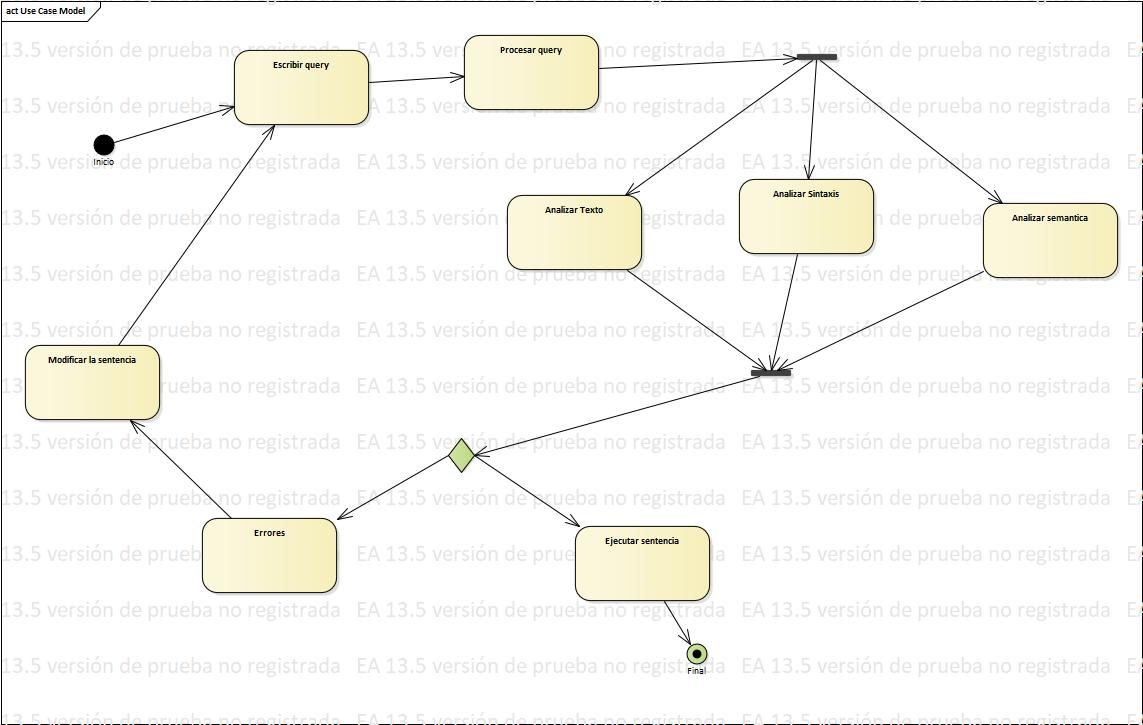 act Use Case Model
13.5 versión de prueba no registrada EA 13.5 versión de prueba no registrada EA 13.5 versión de prueba no registrada
Escribir query
Procesar query
Inicio
Analizar Texto
Analizar Sintaxis
Analizar semantica
Modificar la sentencia
Errores
Ejecutar sentencia
Final